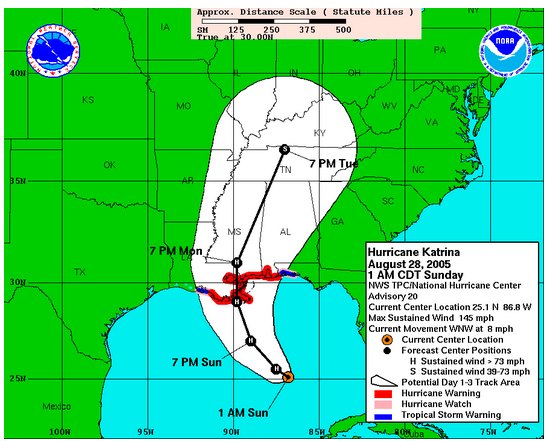 Approx. Distance Scale ( Statute Miles )
SM 125 250 375 500
True at 30.00N
NOAA
IA
NY
PA
40N
IL
IN
OH
MD
DE
KS
MO
WV
VA
KY
7 PM Tue
OK
TN
NC
35N
AR
SC
MS
AL
GA
7 PM Mon
TX
LA
30N
7 PM Sun
25N
1 AM Sun
Mexico
Cuba
100W
95W
90W
85W
80W
75W
S
H
H
H
H
Hurricane Katrina
August 28, 2005
1 AM CDT Sunday
NWS TPC/National Hurricane Center
Advisory 20
Current Center Location 25.1 N 86.8 W
Max Sustained Wind 145 mph
Current Movement WNW at 8 mph
Current Center Location
Forecast Center Positions
H Sustained wind > 73 mph
S Sustained wind 39-73 mph
Potential Day 1-3 Track Area
Hurricane Warning
Hurricane Watch
Tropical Storm Warning